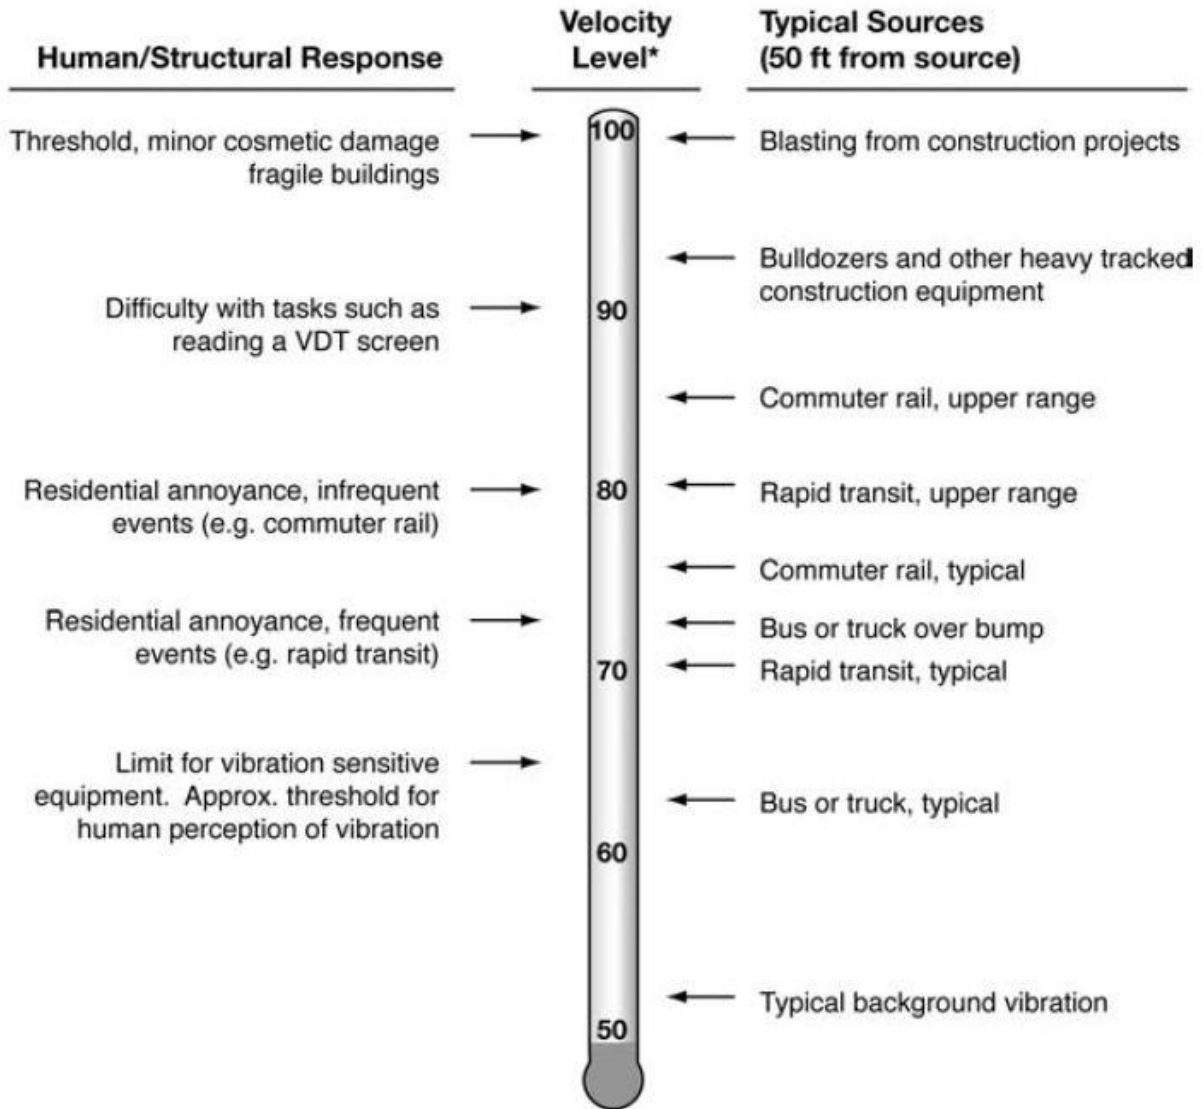 Human/Structural Response
Velocity
Level*
Typical Sources
(50 ft from source)
Threshold, minor cosmetic damage
fragile buildings
100
Blasting from construction projects
Bulldozers and other heavy tracked
construction equipment
Difficulty with tasks such as
reading a VDT screen
90
Commuter rail, upper range
Residential annoyance, infrequent
events (e.g. commuter rail)
80
Rapid transit, upper range
Commuter rail, typical
Residential annoyance, frequent
events (e.g. rapid transit)
Bus or truck over bump
70
Rapid transit, typical
Limit for vibration sensitive
equipment. Approx. threshold for
human perception of vibration
Bus or truck, typical
60
Typical background vibration
50